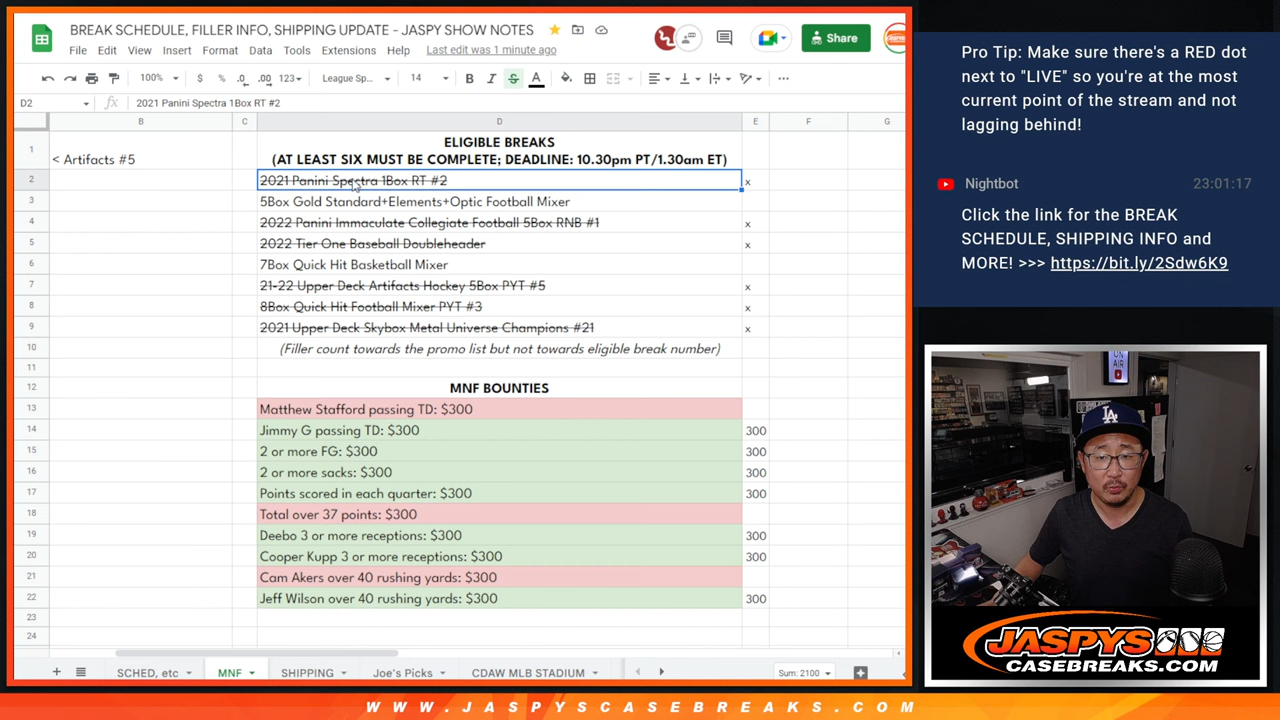 BREAK SCHEDULE, FILLER INFO, SHIPPING UPDATE - JASPY SHOW NOTES
File Edit View Insert Format Data Tools Extensions Help Last edit was 1 minute ago
Share
100% $ % .0 .00 123 League Sp... 14 B I S A
D2 fx 2021 Panini Spectra 1Box RT #2
B C D E F G
1 < Artifacts #5 ELIGIBLE BREAKS
(AT LEAST SIX MUST BE COMPLETE; DEADLINE: 10.30pm PT/1.30am ET)
2 2021 Panini Spectra 1Box RT #2 x
3 5Box Gold Standard+Elements+Optic Football Mixer
4 2022 Panini Immaculate Collegiate Football 5Box RNB #1 x
5 2022 Tier One Baseball Doubleheader x
6 7Box Quick Hit Basketball Mixer
7 21-22 Upper Deck Artifacts Hockey 5Box PYT #5 x
8 8Box Quick Hit Football Mixer PYT #3 x
9 2021 Upper Deck Skybox Metal Universe Champions #21 x
10 (Filler count towards the promo list but not towards eligible break number)
11
12 MNF BOUNTIES
13 Matthew Stafford passing TD: $300
14 Jimmy G passing TD: $300 300
15 2 or more FG: $300 300
16 2 or more sacks: $300 300
17 Points scored in each quarter: $300 300
18 Total over 37 points: $300
19 Deebo 3 or more receptions: $300 300
20 Cooper Kupp 3 or more receptions: $300 300
21 Cam Akers over 40 rushing yards: $300
22 Jeff Wilson over 40 rushing yards: $300 300
23
24
SCHED, etc MNF SHIPPING Joe's Picks CDAW MLB STADIUM Sum: 2100
Pro Tip: Make sure there's a RED dot
next to "LIVE" so you're at the most
current point of the stream and not
lagging behind!
Nightbot 23:01:17
Click the link for the BREAK
SCHEDULE, SHIPPING INFO and
MORE! >>> https://bit.ly/2Sdw6K9
ON
AIR
LA
JASPYS
CASEBREAKS.COM
WWW.JASPYSCASEBREAKS.COM